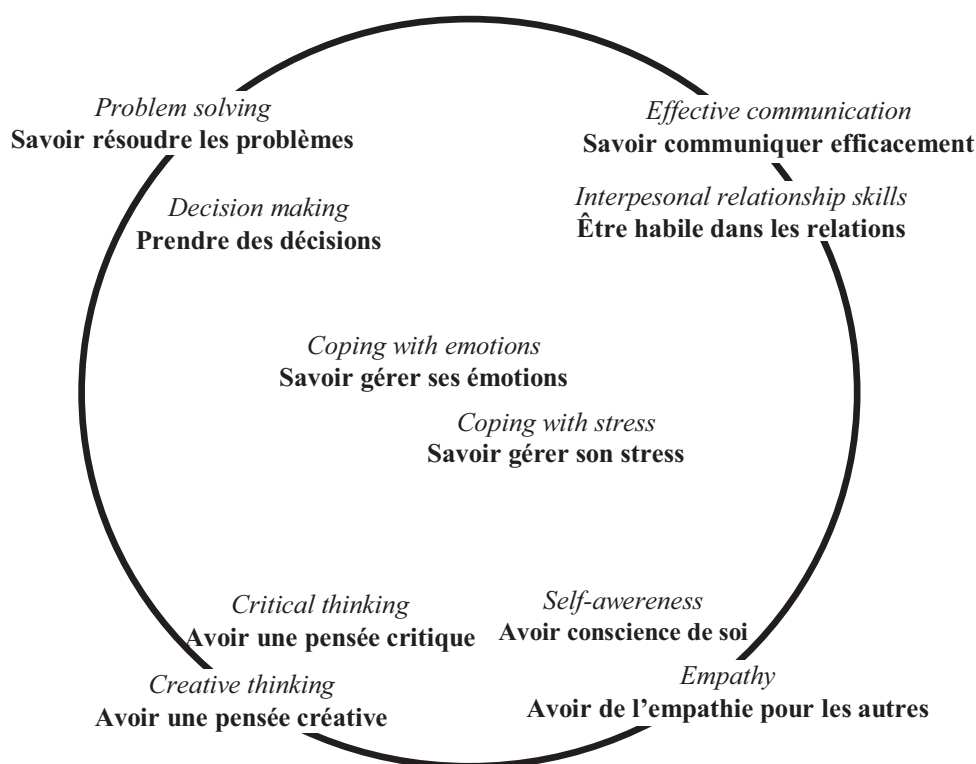 Problem solving
Savoir résoudre les problèmes
Effective communication
Savoir communiquer efficacement
Decision making
Prendre des décisions
Interpesonal relationship skills
Être habile dans les relations
Coping with emotions
Savoir gérer ses émotions
Coping with stress
Savoir gérer son stress
Critical thinking
Avoir une pensée critique
Self-awereness
Avoir conscience de soi
Creative thinking
Avoir une pensée créative
Empathy
Avoir de l’empathie pour les autres